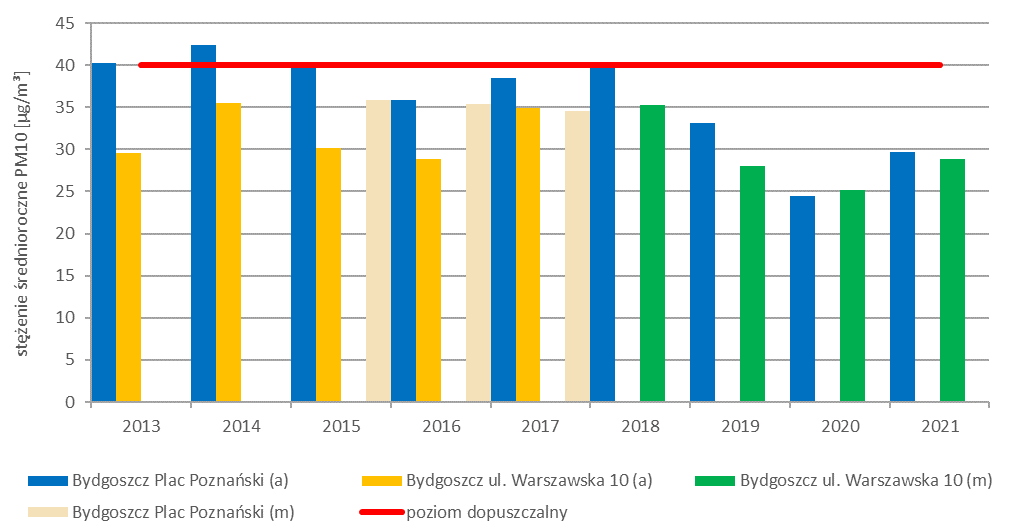 stężenie średnioroczne PM10 [µg/m³]
45
40
35
30
25
20
15
10
5
0
2013 2014 2015 2016 2017 2018 2019 2020 2021
Bydgoszcz Plac Poznański (a) Bydgoszcz ul. Warszawska 10 (a) Bydgoszcz ul. Warszawska 10 (m)
Bydgoszcz Plac Poznański (m) poziom dopuszczalny